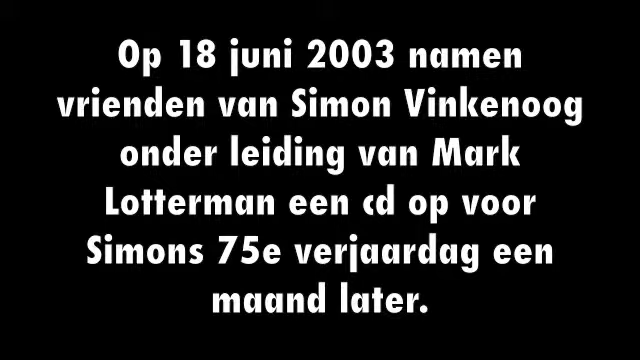 Op 18 juni 2003 namen
vrienden van Simon Vinkenoog
onder leiding van Mark
Lotterman een cd op voor
Simons 75e verjaardag een
maand later.